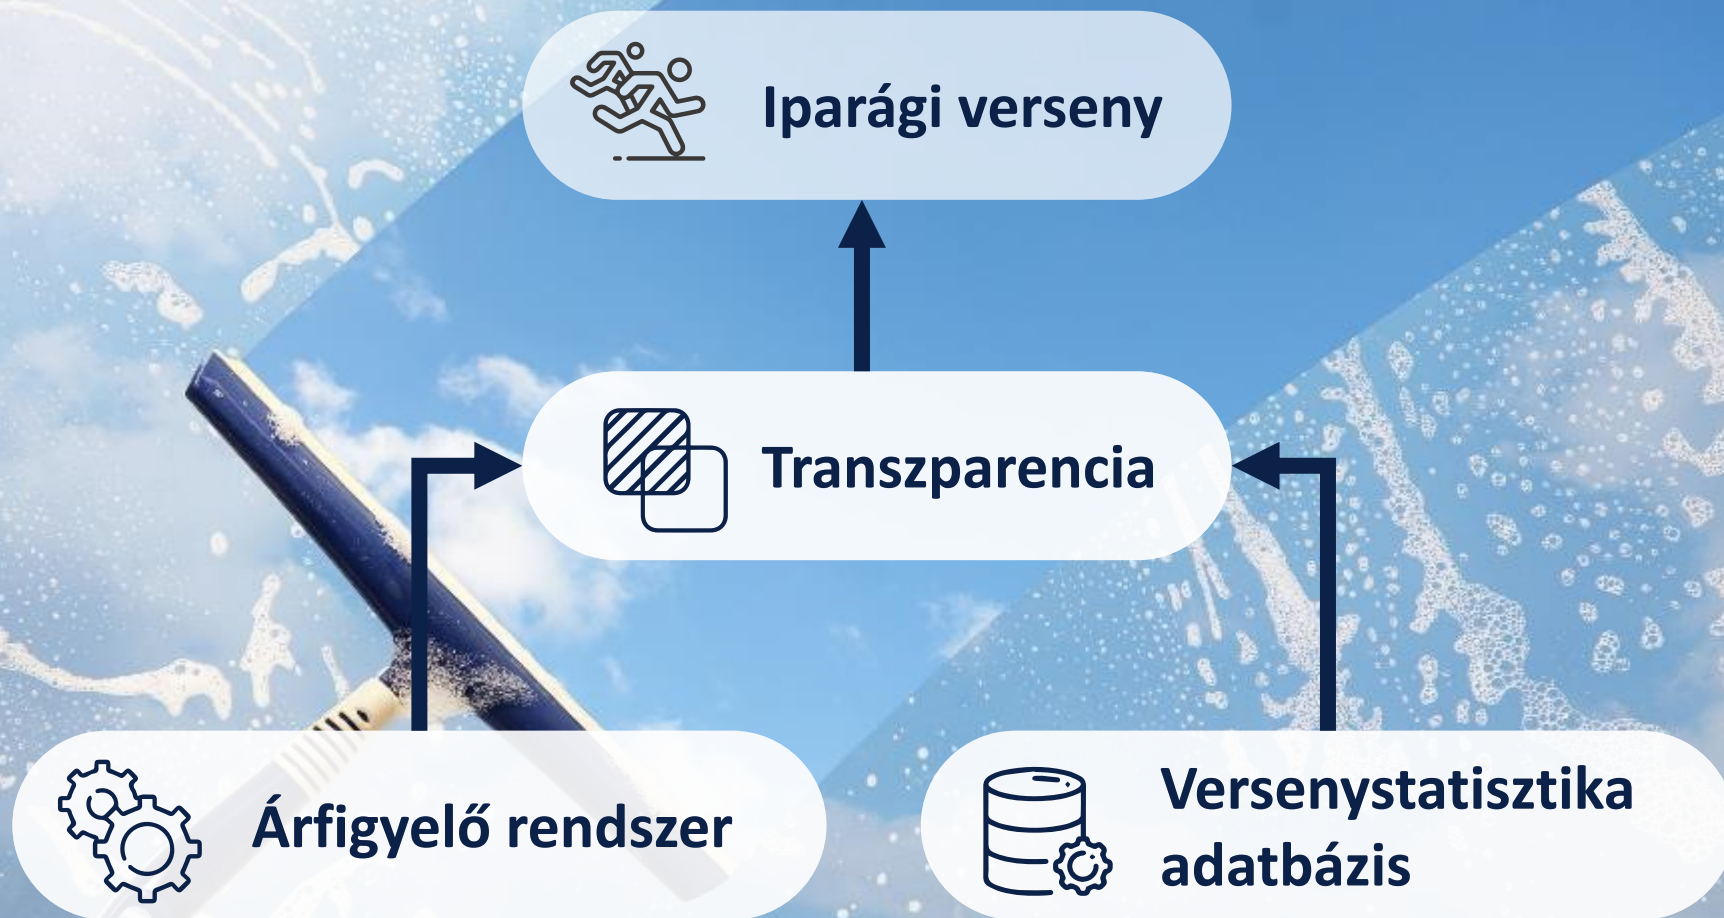 Iparági verseny
Transzparencia
Árfigyelő rendszer
Versenystatisztika
adatbázis